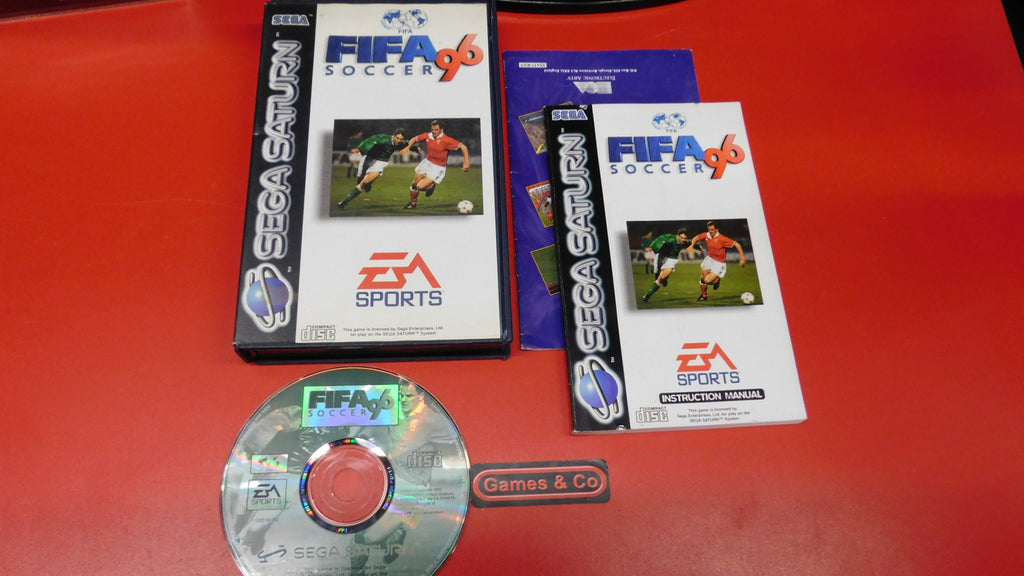 SEGA
SEGA SATURN
FIFA
FIFA
SOCCER 96
EA
SPORTS
COMPACT
disc
This game is licensed by Sega Enterprises, Ltd.
for play on the SEGA SATURN™ System
ELECTRONIC ARTS
SEGA
SEGA SATURN
FIFA
FIFA
SOCCER 96
EA
SPORTS
INSTRUCTION MANUAL
COMPACT
disc
This game is licensed by
Sega Enterprises, Ltd. for play on the
SEGA SATURN™ System
FIFA
SOCCER 96
EA
SPORTS
COMPACT
disc
SEGA SATURN
Games & Co